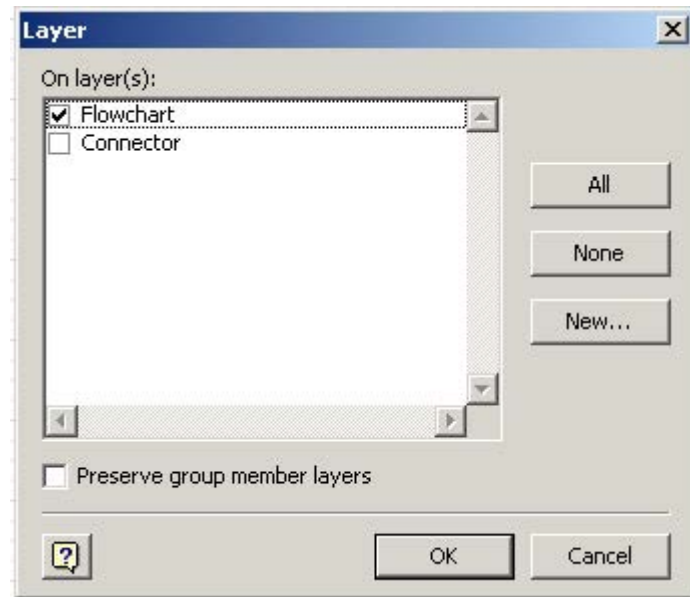 Layer
On layer(s):
Flowchart
Connector
All
None
New...
Preserve group member layers
?
OK
Cancel